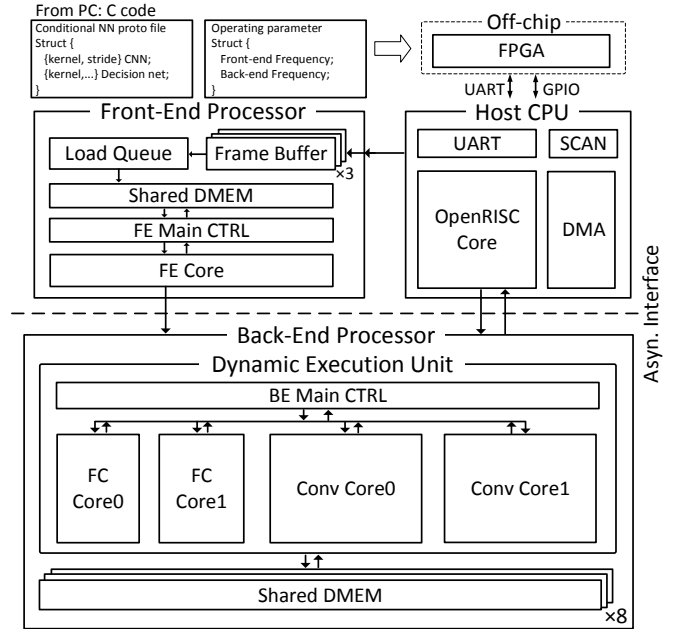 From PC: C code
Conditional NN proto file
Struct {
{kernel, stride} CNN;
{kernel,...} Decision net;
}
Operating parameter
Struct {
Front-end Frequency;
Back-end Frequency;
}
Off-chip
FPGA
UART
GPIO
Front-End Processor
Load Queue
Frame Buffer
×3
Shared DMEM
FE Main CTRL
FE Core
Host CPU
UART
SCAN
OpenRISC
Core
DMA
Asyn. Interface
Back-End Processor
Dynamic Execution Unit
BE Main CTRL
FC
Core0
FC
Core1
Conv Core0
Conv Core1
Shared DMEM
×8